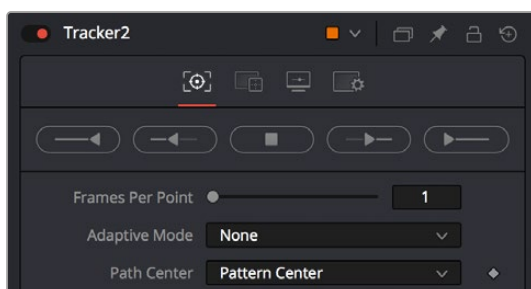 Tracker2
Frames Per Point 1
Adaptive Mode None
Path Center Pattern Center